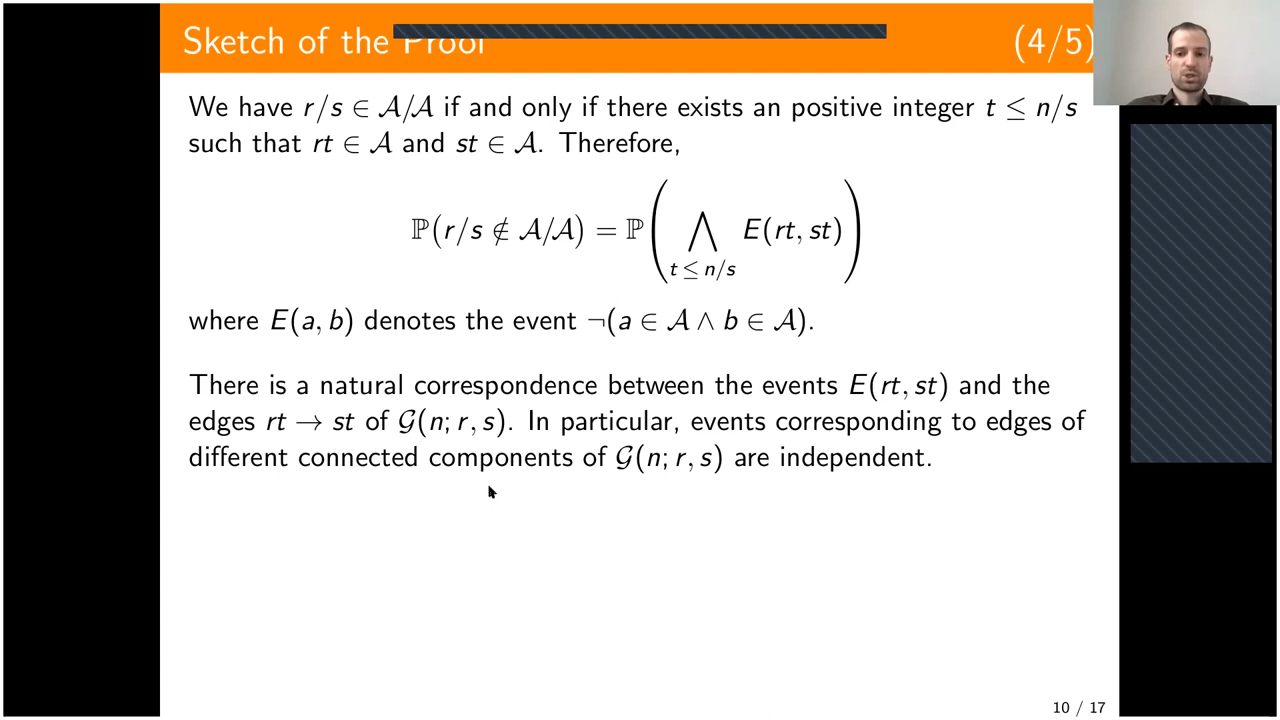 Sketch of the Proof (4/5)
We have r/s ∈ 𝒜/𝒜 if and only if there exists an positive integer t ≤ n/s
such that rt ∈ 𝒜 and st ∈ 𝒜. Therefore,
ℙ(r/s ∉ 𝒜/𝒜) = ℙ(⋀_{t ≤ n/s} E(rt, st))
where E(a, b) denotes the event ¬(a ∈ 𝒜 ∧ b ∈ 𝒜).
There is a natural correspondence between the events E(rt, st) and the
edges rt → st of 𝒢(n; r, s). In particular, events corresponding to edges of
different connected components of 𝒢(n; r, s) are independent.
10 / 17